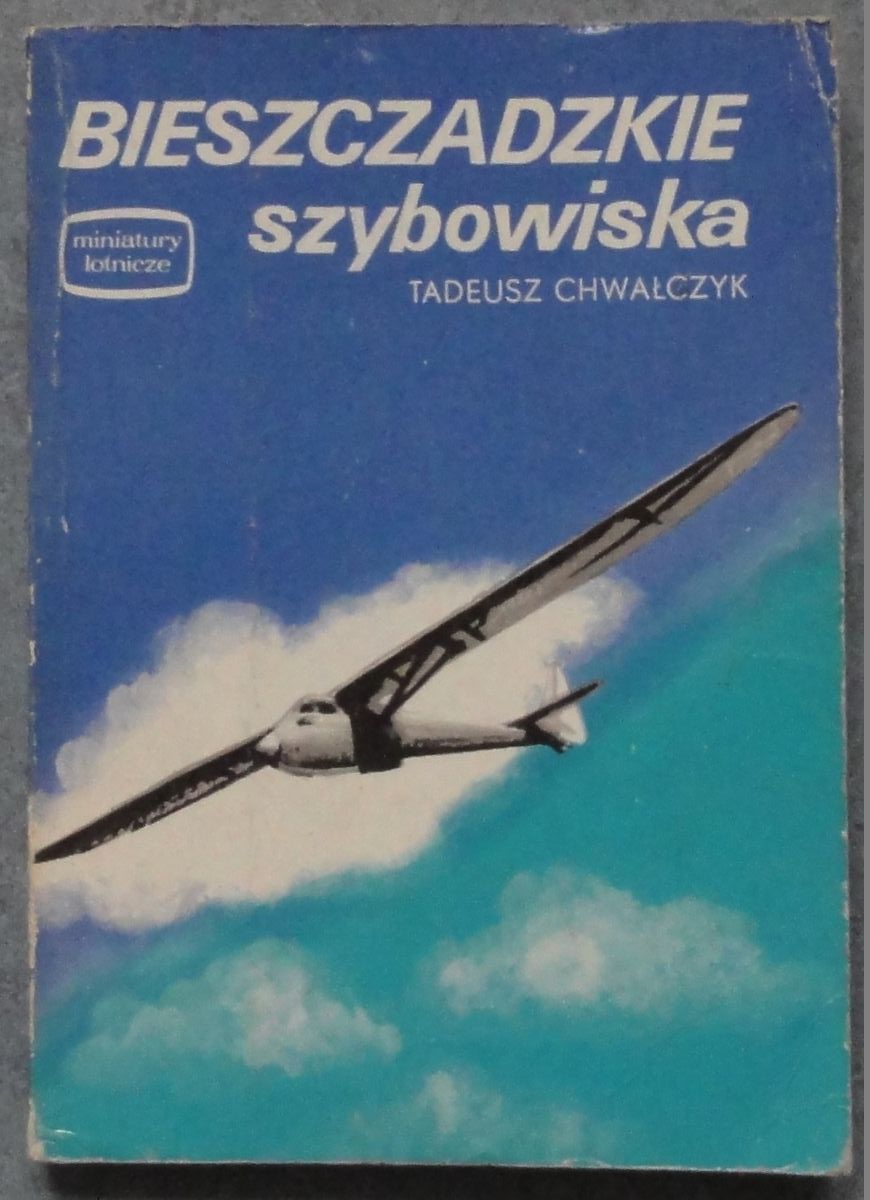 BIESZCZADZKIE
szybowiska
miniatury
lotnicze
TADEUSZ CHWAŁCZYK